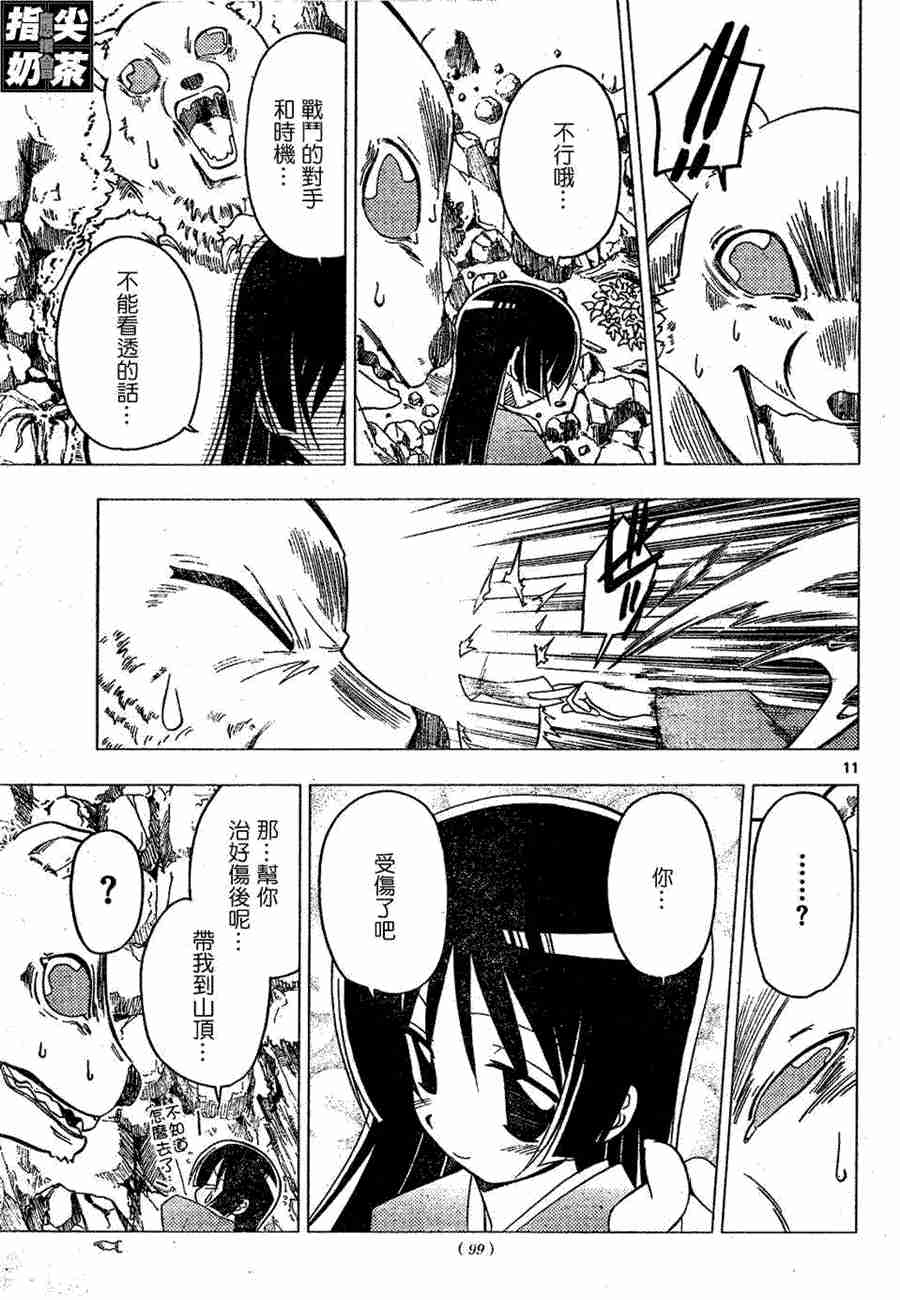 指尖
奶茶
不行哦…
戰鬥的對手
和時機…
不能看透的話…
11
……?
你…
受傷了吧
那…幫你
治好傷後呢…
帶我到山頂…
?
不知道
怎麼去了
(99)